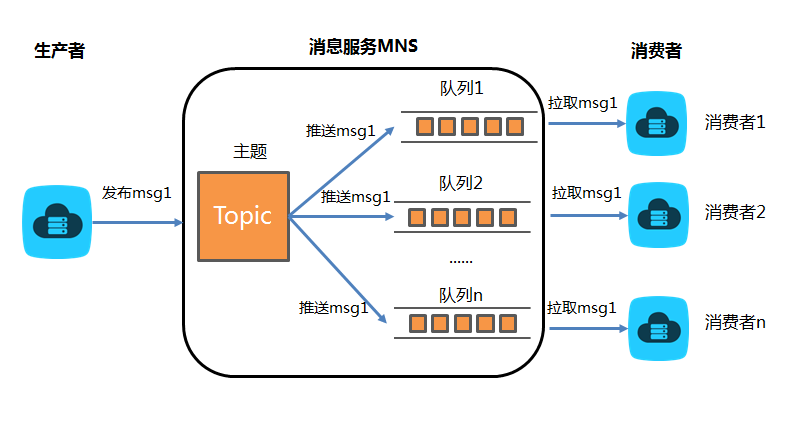 生产者
消息服务MNS
消费者
队列1
拉取msg1
推送msg1
消费者1
主题
发布msg1
Topic
推送msg1
队列2
拉取msg1
消费者2
......
队列n
推送msg1
拉取msg1
消费者n